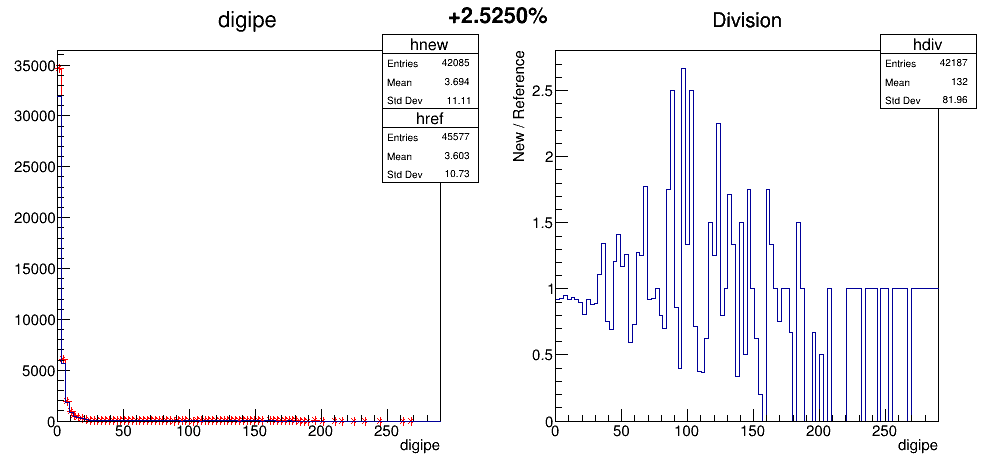 +2.5250%
digipe
hnew
Entries 42085
Mean 3.694
Std Dev 11.11
href
Entries 45577
Mean 3.603
Std Dev 10.73
35000
30000
25000
20000
15000
10000
5000
0
0 50 100 150 200 250
digipe
Division
hdiv
Entries 42187
Mean 132
Std Dev 81.96
New / Reference
2.5
2
1.5
1
0.5
0
0 50 100 150 200 250
digipe